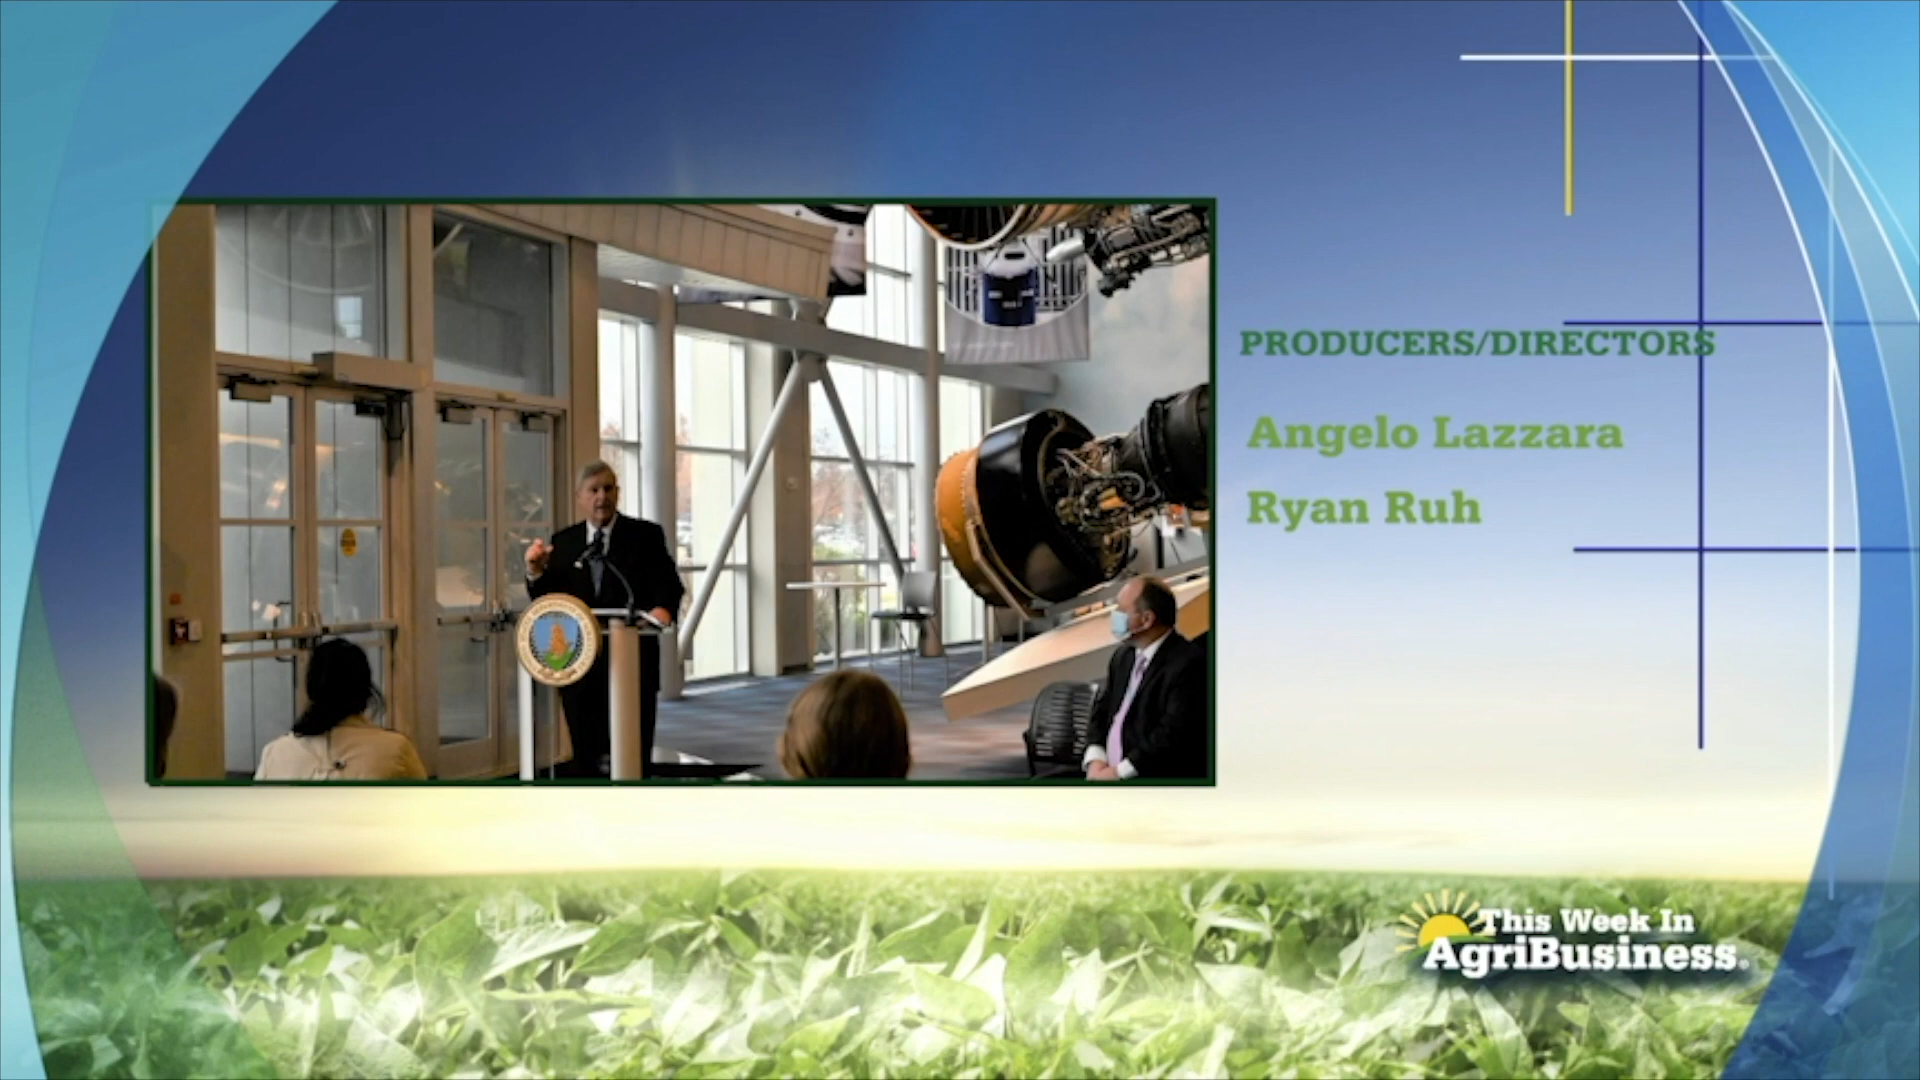 PRODUCERS/DIRECTORS
Angelo Lazzara
Ryan Ruh
This Week In
AgriBusiness®